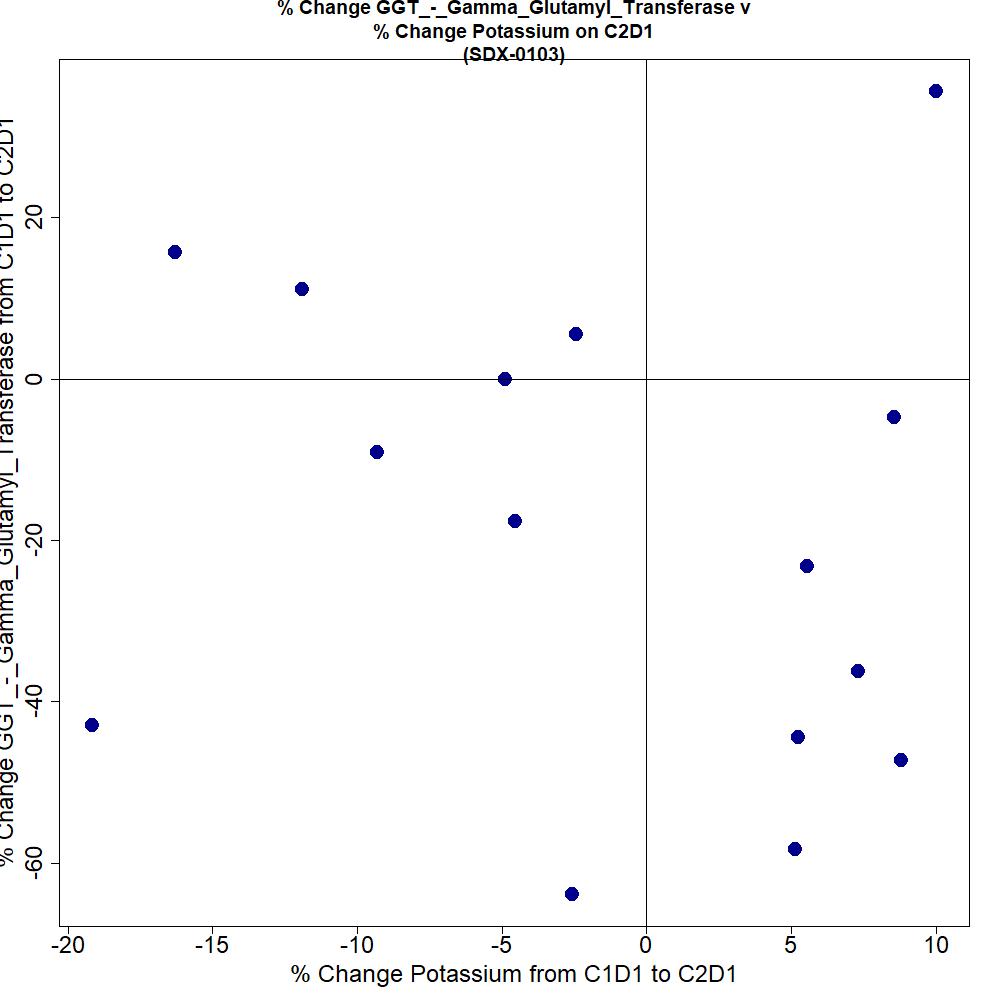 % Change GGT_-_Gamma_Glutamyl_Transferase v
% Change Potassium on C2D1
(SDX-0103)
% Change GGT_-_Gamma_Glutamyl_Transferase from C1D1 to C2D1
20
0
-20
-40
-60
-20 -15 -10 -5 0 5 10
% Change Potassium from C1D1 to C2D1